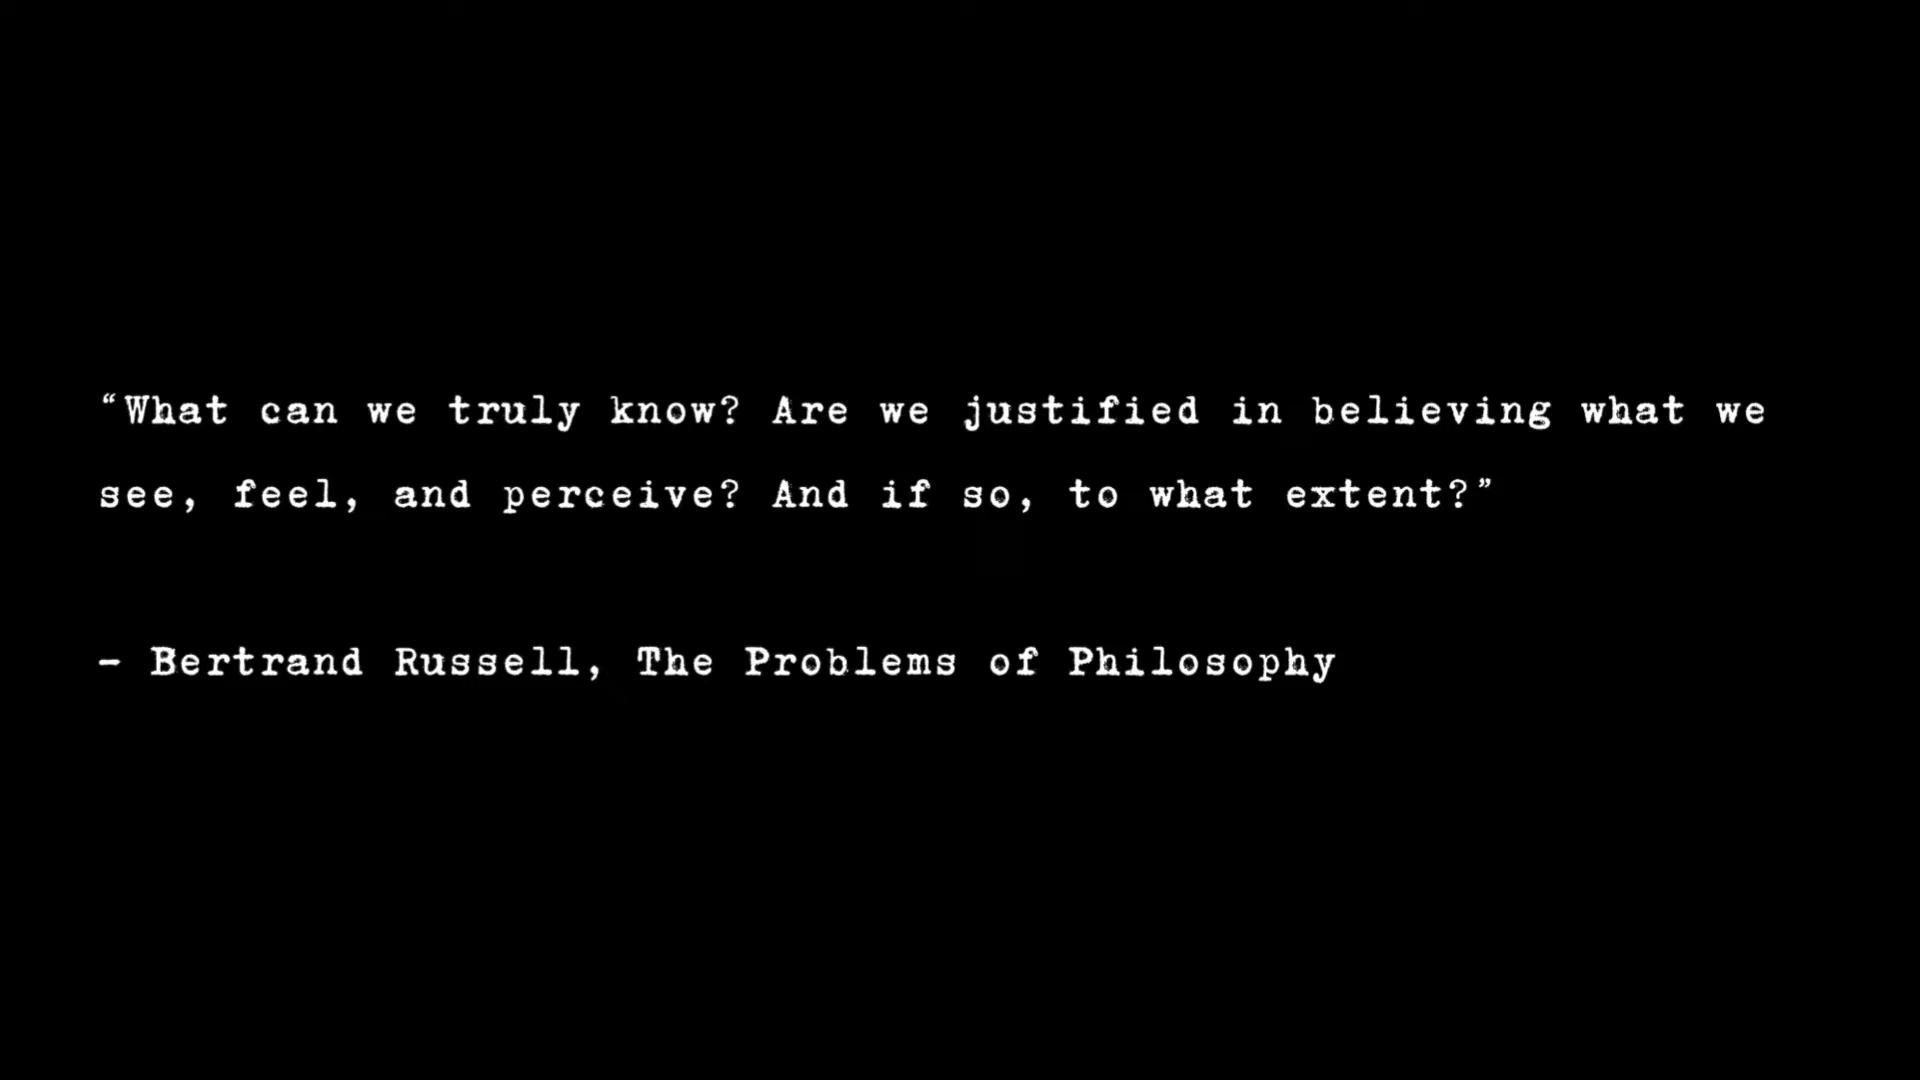 “What can we truly know? Are we justified in believing what we
see, feel, and perceive? And if so, to what extent?”
– Bertrand Russell, The Problems of Philosophy